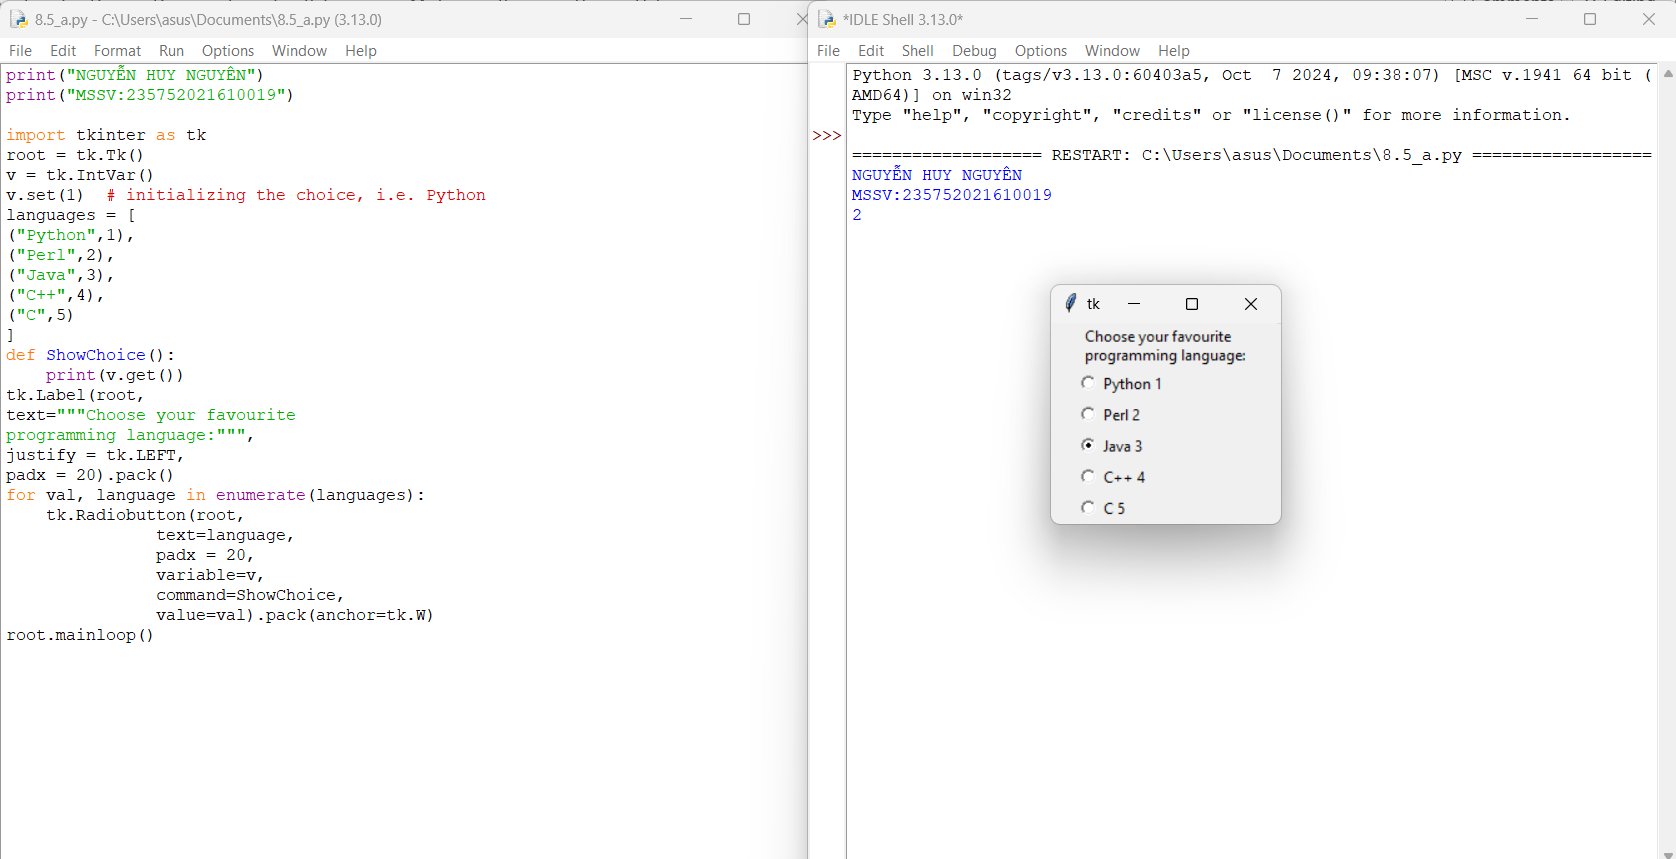 8.5_a.py - C:\Users\asus\Documents\8.5_a.py (3.13.0)
File Edit Format Run Options Window Help
print("NGUYỄN HUY NGUYÊN")
print("MSSV:235752021610019")

import tkinter as tk
root = tk.Tk()
v = tk.IntVar()
v.set(1)  # initializing the choice, i.e. Python
languages = [
("Python",1),
("Perl",2),
("Java",3),
("C++",4),
("C",5)
]
def ShowChoice():
    print(v.get())
tk.Label(root,
text="""Choose your favourite
programming language:""",
justify = tk.LEFT,
padx = 20).pack()
for val, language in enumerate(languages):
    tk.Radiobutton(root,
               text=language,
               padx = 20,
               variable=v,
               command=ShowChoice,
               value=val).pack(anchor=tk.W)
root.mainloop()
*IDLE Shell 3.13.0*
File Edit Shell Debug Options Window Help
Python 3.13.0 (tags/v3.13.0:60403a5, Oct  7 2024, 09:38:07) [MSC v.1941 64 bit (
AMD64)] on win32
Type "help", "copyright", "credits" or "license()" for more information.
>>>
=================== RESTART: C:\Users\asus\Documents\8.5_a.py ==================
NGUYỄN HUY NGUYÊN
MSSV:235752021610019
2
tk
Choose your favourite
programming language:
Python 1
Perl 2
Java 3
C++ 4
C 5